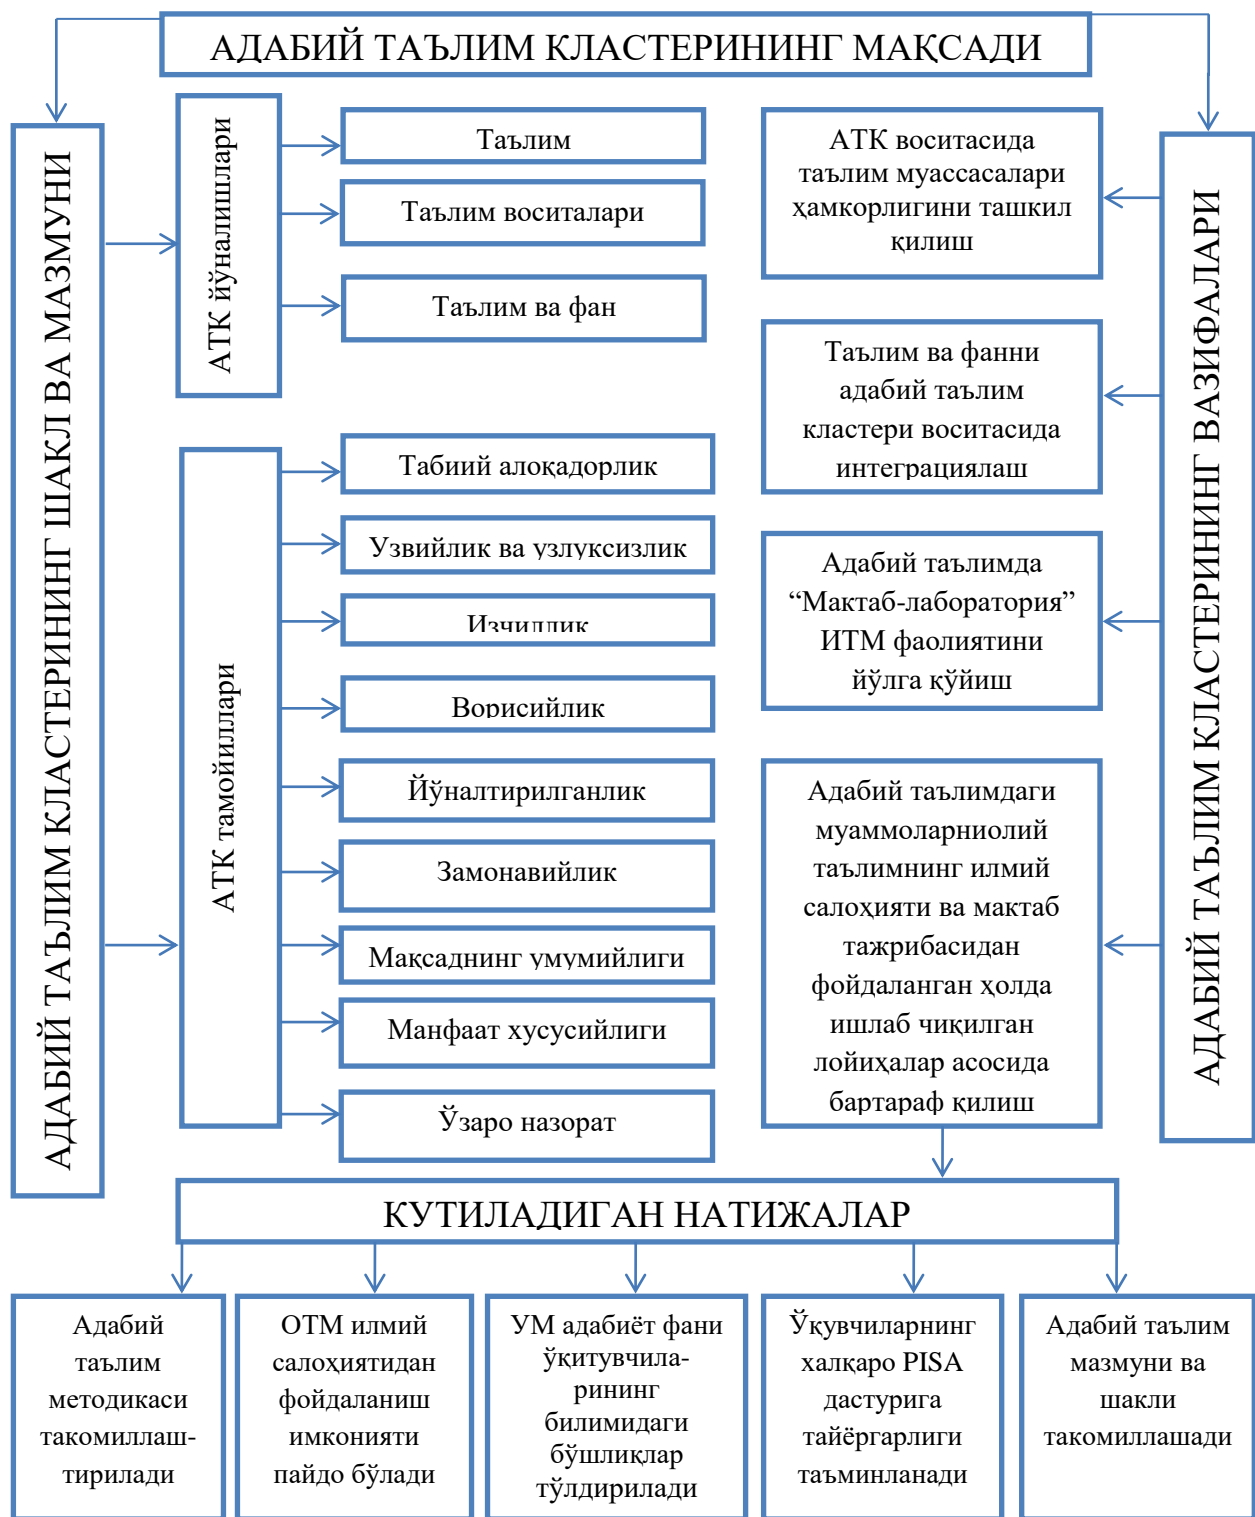 АДАБИЙ ТАЪЛИМ КЛАСТЕРИНИНГ МАҚСАДИ
АДАБИЙ ТАЪЛИМ КЛАСТЕРИНИНГ ШАКЛ ВА МАЗМУНИ
АТК йўналишлари
Таълим
Таълим воситалари
Таълим ва фан
АТК тамойиллари
Табиий алоқадорлик
Узвийлик ва узлуксизлик
Изчиллик
Ворисийлик
Йўналтирилганлик
Замонавийлик
Мақсаднинг умумийлиги
Манфаат хусусийлиги
Ўзаро назорат
АТК воситасида
таълим муассасалари
ҳамкорлигини ташкил
қилиш
Таълим ва фанни
адабий таълим
кластери воситасида
интеграциялаш
Адабий таълимда
“Мактаб-лаборатория”
ИТМ фаолиятини
йўлга қўйиш
Адабий таълимдаги
муаммоларниолий
таълимнинг илмий
салоҳияти ва мактаб
тажрибасидан
фойдаланган ҳолда
ишлаб чиқилган
лойиҳалар асосида
бартараф қилиш
АДАБИЙ ТАЪЛИМ КЛАСТЕРИНИНГ ВАЗИФАЛАРИ
КУТИЛАДИГАН НАТИЖАЛАР
Адабий
таълим
методикаси
такомиллаш-
тирилади
ОТМ илмий
салоҳиятидан
фойдаланиш
имконияти
пайдо бўлади
УМ адабиёт фани
ўқитувчила-
рининг
билимидаги
бўшлиқлар
тўлдирилади
Ўқувчиларнинг
халқаро PISA
дастурига
тайёргарлиги
таъминланади
Адабий таълим
мазмуни ва
шакли
такомиллашади